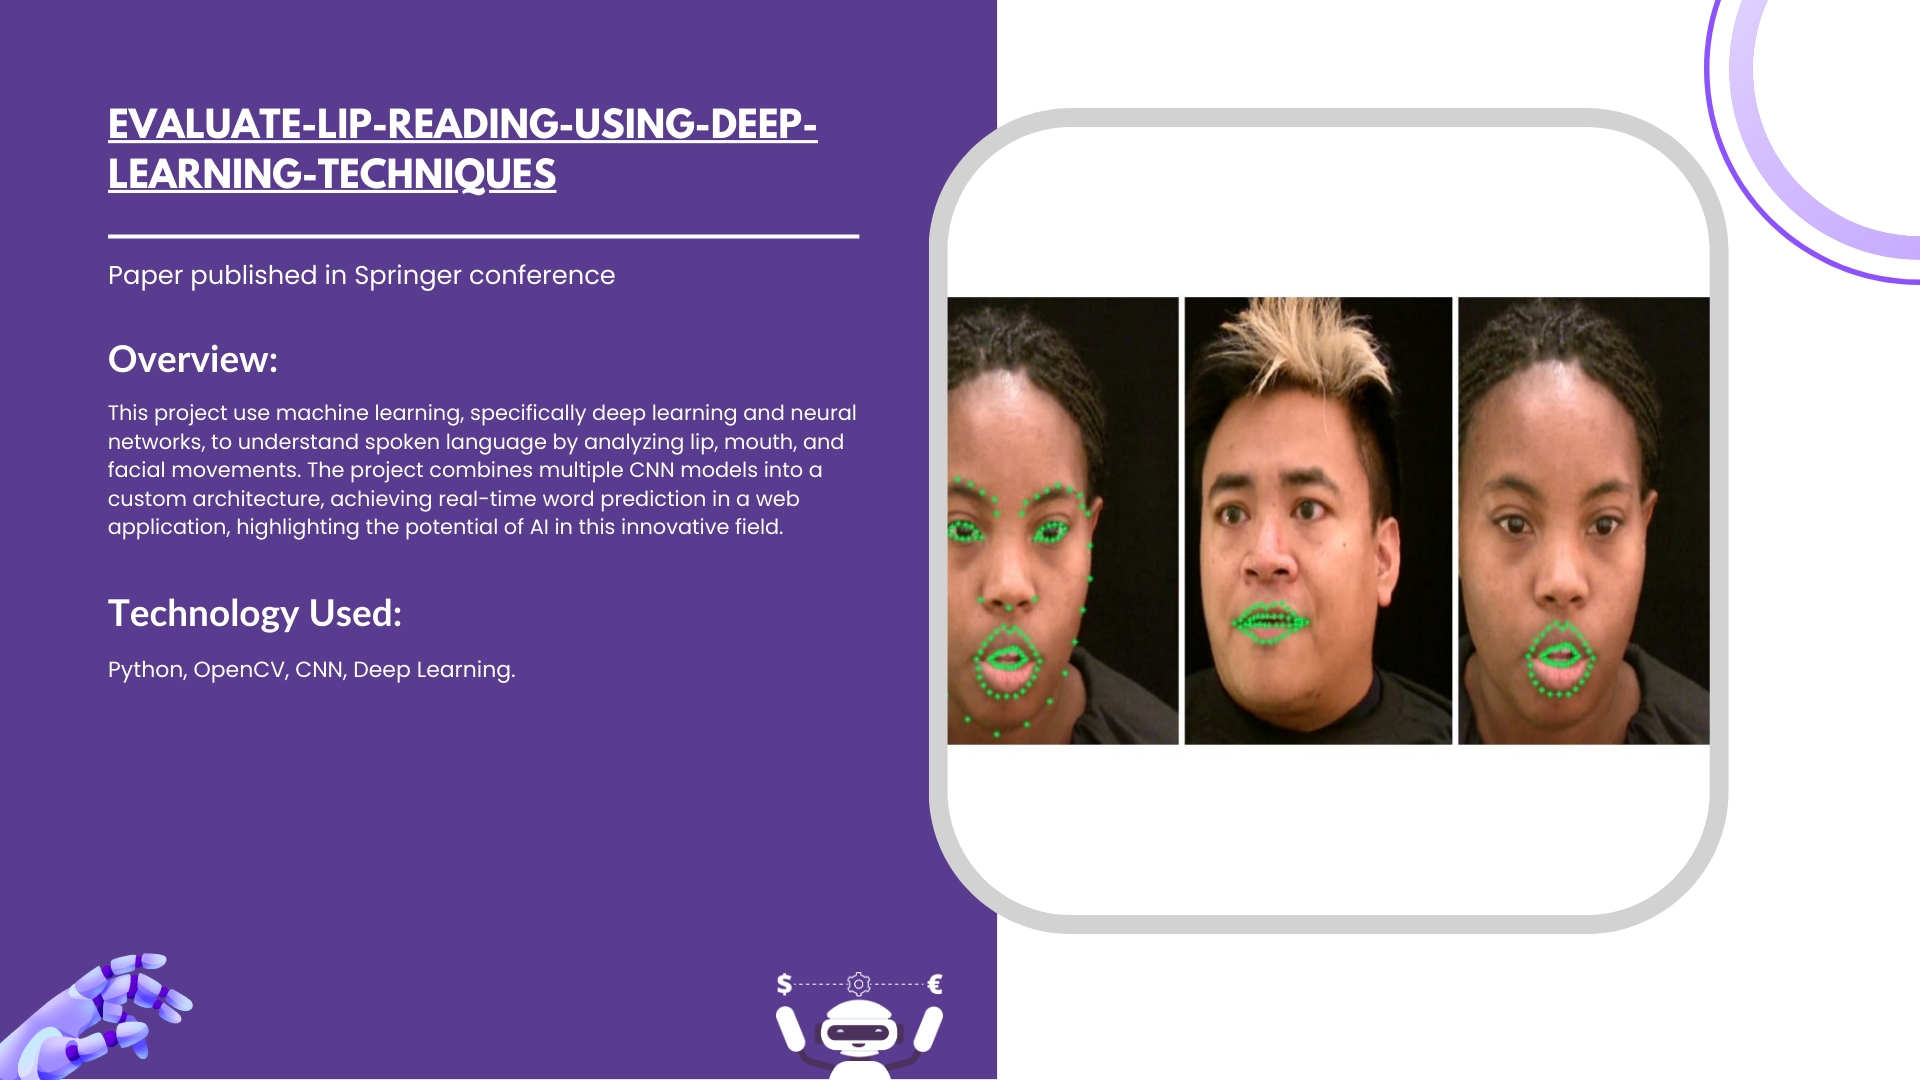 EVALUATE-LIP-READING-USING-DEEP-
LEARNING-TECHNIQUES
Paper published in Springer conference
Overview:
This project use machine learning, specifically deep learning and neural
networks, to understand spoken language by analyzing lip, mouth, and
facial movements. The project combines multiple CNN models into a
custom architecture, achieving real-time word prediction in a web
application, highlighting the potential of AI in this innovative field.
Technology Used:
Python, OpenCV, CNN, Deep Learning.
$ €